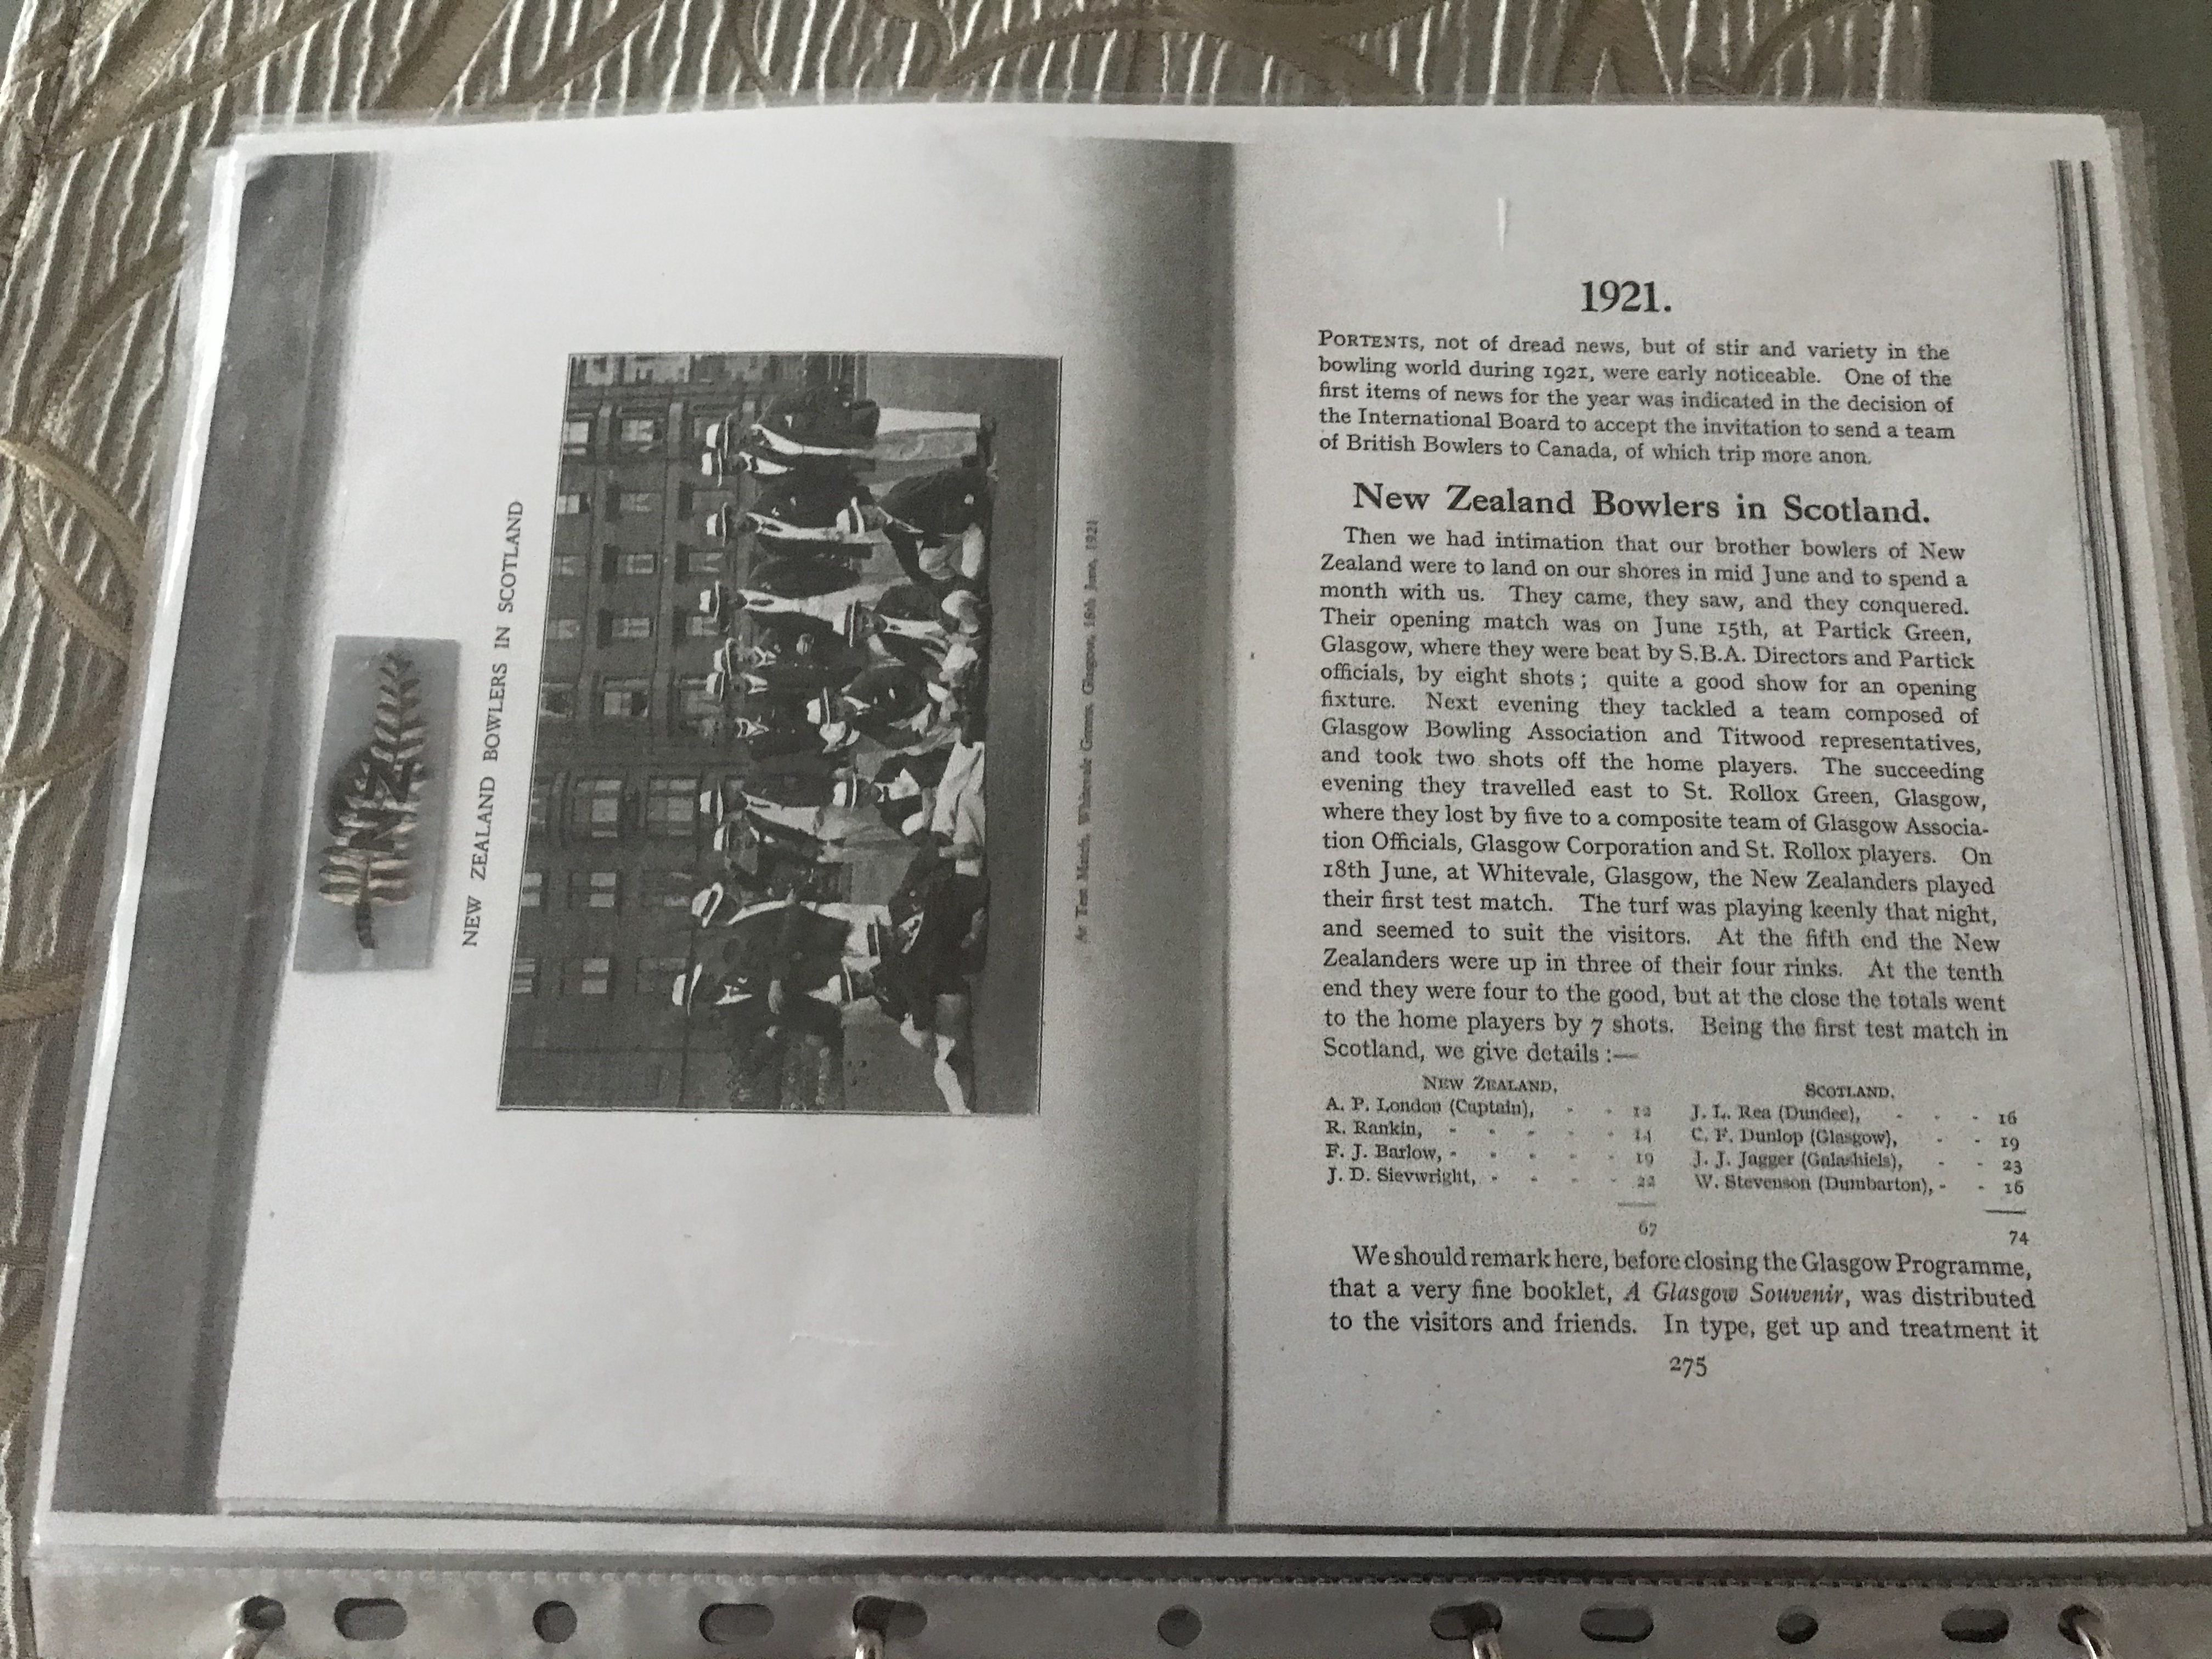 NZ
NEW ZEALAND BOWLERS IN SCOTLAND
At Test Match, Whitevale Green, Glasgow, 18th June, 1921
1921.
PORTENTS, not of dread news, but of stir and variety in the
bowling world during 1921, were early noticeable. One of the
first items of news for the year was indicated in the decision of
the International Board to accept the invitation to send a team
of British Bowlers to Canada, of which trip more anon.
New Zealand Bowlers in Scotland.
Then we had intimation that our brother bowlers of New
Zealand were to land on our shores in mid June and to spend a
month with us. They came, they saw, and they conquered.
Their opening match was on June 15th, at Partick Green,
Glasgow, where they were beat by S.B.A. Directors and Partick
officials, by eight shots ; quite a good show for an opening
fixture. Next evening they tackled a team composed of
Glasgow Bowling Association and Titwood representatives,
and took two shots off the home players. The succeeding
evening they travelled east to St. Rollox Green, Glasgow,
where they lost by five to a composite team of Glasgow Associa-
tion Officials, Glasgow Corporation and St. Rollox players. On
18th June, at Whitevale, Glasgow, the New Zealanders played
their first test match. The turf was playing keenly that night,
and seemed to suit the visitors. At the fifth end the New
Zealanders were up in three of their four rinks. At the tenth
end they were four to the good, but at the close the totals went
to the home players by 7 shots. Being the first test match in
Scotland, we give details :—
NEW ZEALAND. SCOTLAND.
A. P. London (Captain), - - 12 J. L. Rea (Dundee), - - - 16
R. Rankin, - - - - - 14 C. F. Dunlop (Glasgow), - - 19
F. J. Barlow, - - - - - 19 J. J. Jagger (Galashiels), - - 23
J. D. Sievwright, - - - - 22 W. Stevenson (Dumbarton), - - 16
67 74
We should remark here, before closing the Glasgow Programme,
that a very fine booklet, A Glasgow Souvenir, was distributed
to the visitors and friends. In type, get up and treatment it
275